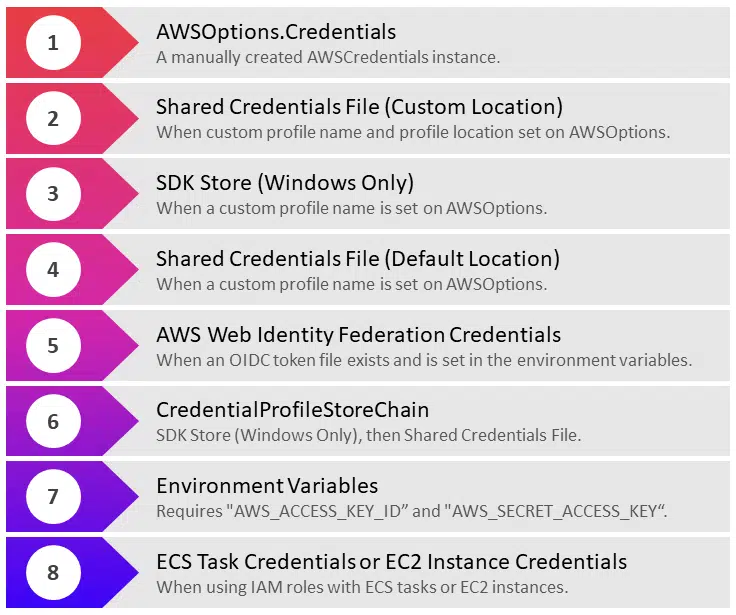 1
AWSOptions.Credentials
A manually created AWSCredentials instance.
2
Shared Credentials File (Custom Location)
When custom profile name and profile location set on AWSOptions.
3
SDK Store (Windows Only)
When a custom profile name is set on AWSOptions.
4
Shared Credentials File (Default Location)
When a custom profile name is set on AWSOptions.
5
AWS Web Identity Federation Credentials
When an OIDC token file exists and is set in the environment variables.
6
CredentialProfileStoreChain
SDK Store (Windows Only), then Shared Credentials File.
7
Environment Variables
Requires "AWS_ACCESS_KEY_ID” and "AWS_SECRET_ACCESS_KEY“.
8
ECS Task Credentials or EC2 Instance Credentials
When using IAM roles with ECS tasks or EC2 instances.